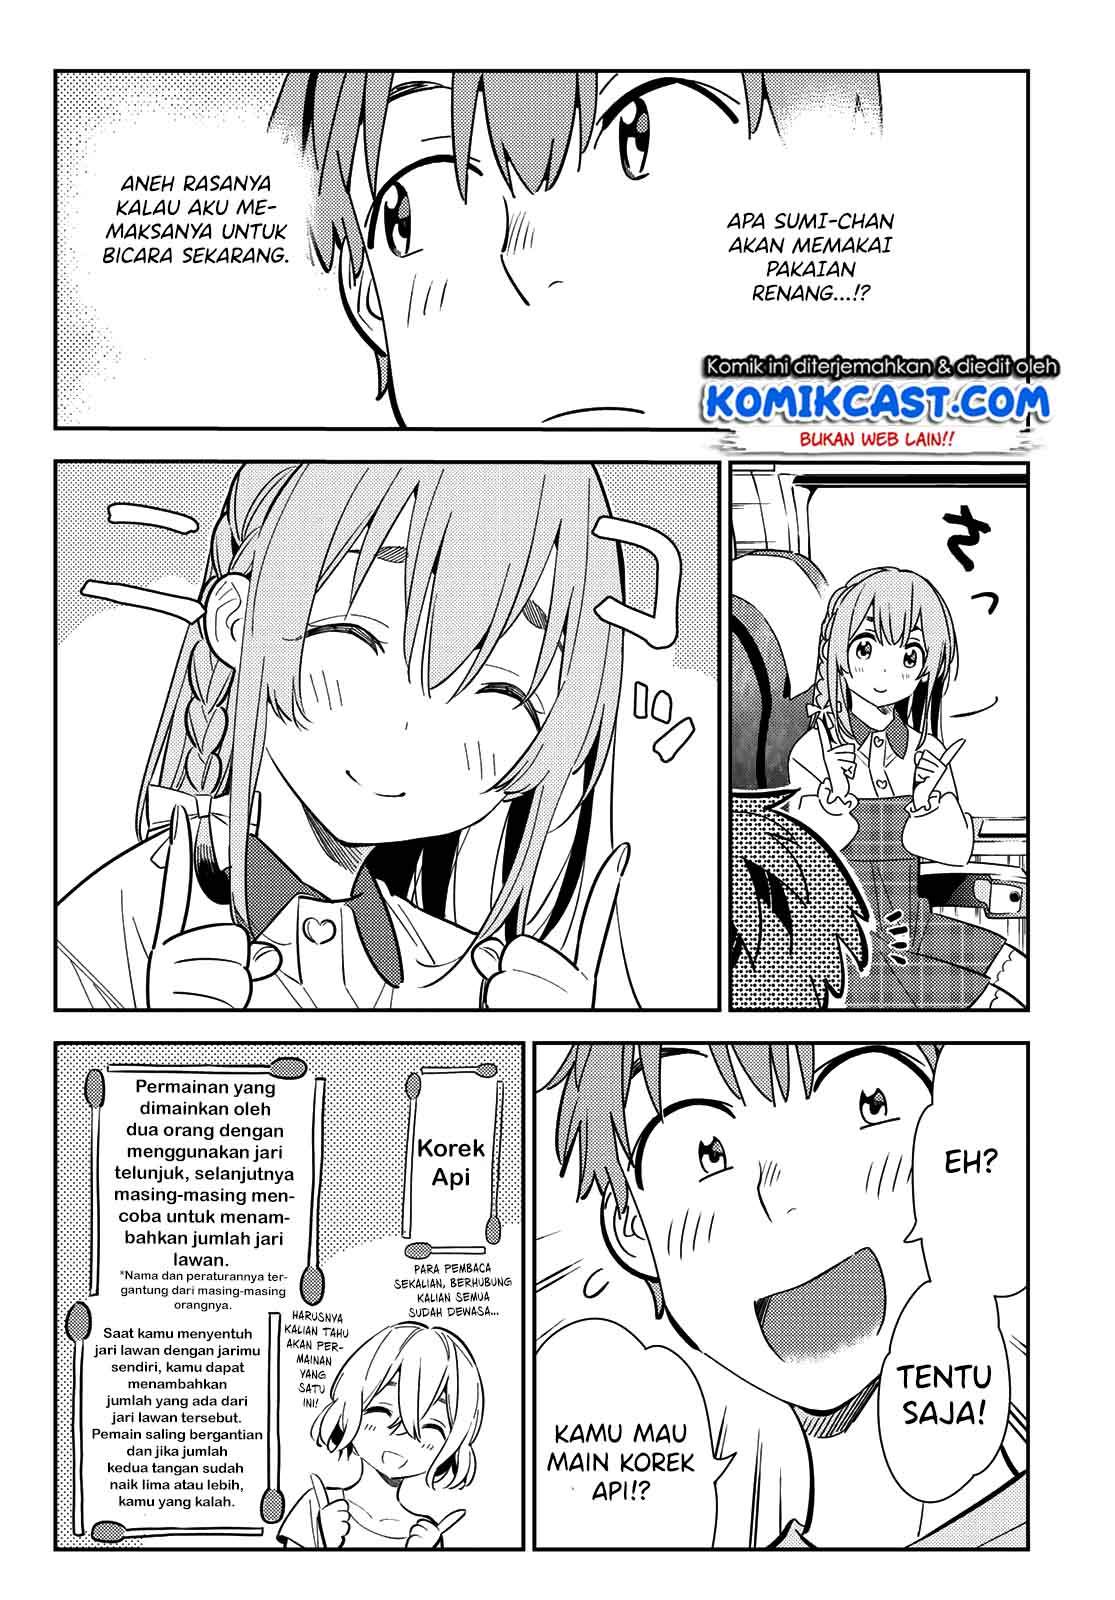 APA SUMI-CHAN
AKAN MEMAKAI
PAKAIAN
RENANG...!?
ANEH RASANYA
KALAU AKU ME-
MAKSANYA UNTUK
BICARA SEKARANG.
Komik ini diterjemahkan & diedit oleh
KOMIKCAST.COM
BUKAN WEB LAIN!!
さっ
ニコッ
EH?
TENTU
SAJA!
KAMU MAU
MAIN KOREK
API!?
Korek
Api
Permainan yang
dimainkan oleh
dua orang dengan
menggunakan jari
telunjuk, selanjutnya
masing-masing men-
coba untuk menam-
bahkan jumlah jari
lawan.
*Nama dan peraturannya ter-
gantung dari masing-masing
orangnya.
PARA PEMBACA
SEKALIAN, BERHUBUNG
KALIAN SEMUA
SUDAH DEWASA...
HARUSNYA
KALIAN TAHU
AKAN PER-
MAINAN
YANG
SATU
INI!
Saat kamu menyentuh
jari lawan dengan jarimu
sendiri, kamu dapat
menambahkan
jumlah yang ada dari
jari lawan tersebut.
Pemain saling bergantian
dan jika jumlah
kedua tangan sudah
naik lima atau lebih,
kamu yang kalah.